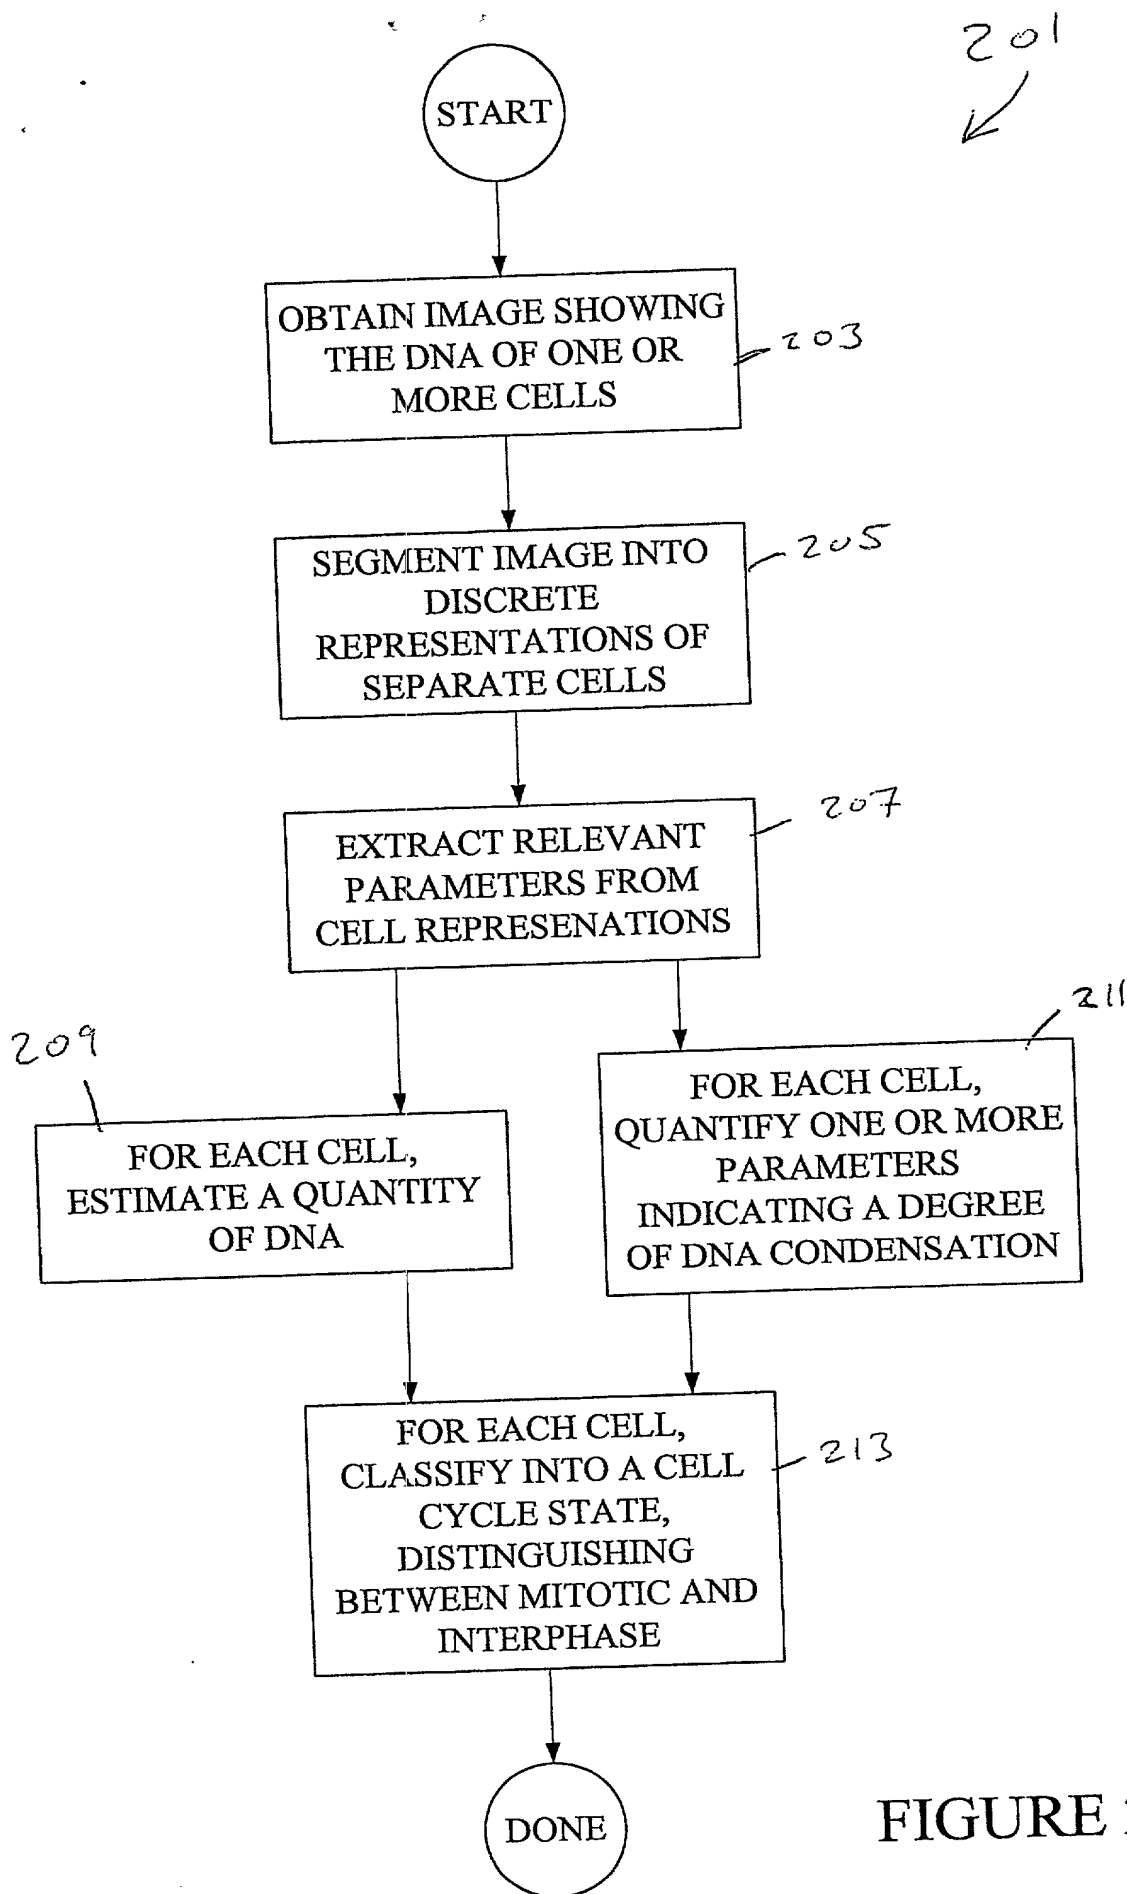 201
START
OBTAIN IMAGE SHOWING
THE DNA OF ONE OR
MORE CELLS
203
SEGMENT IMAGE INTO
DISCRETE
REPRESENTATIONS OF
SEPARATE CELLS
205
EXTRACT RELEVANT
PARAMETERS FROM
CELL REPRESENATIONS
207
209
FOR EACH CELL,
ESTIMATE A QUANTITY
OF DNA
211
FOR EACH CELL,
QUANTIFY ONE OR MORE
PARAMETERS
INDICATING A DEGREE
OF DNA CONDENSATION
FOR EACH CELL,
CLASSIFY INTO A CELL
CYCLE STATE,
DISTINGUISHING
BETWEEN MITOTIC AND
INTERPHASE
213
DONE
FIGURE